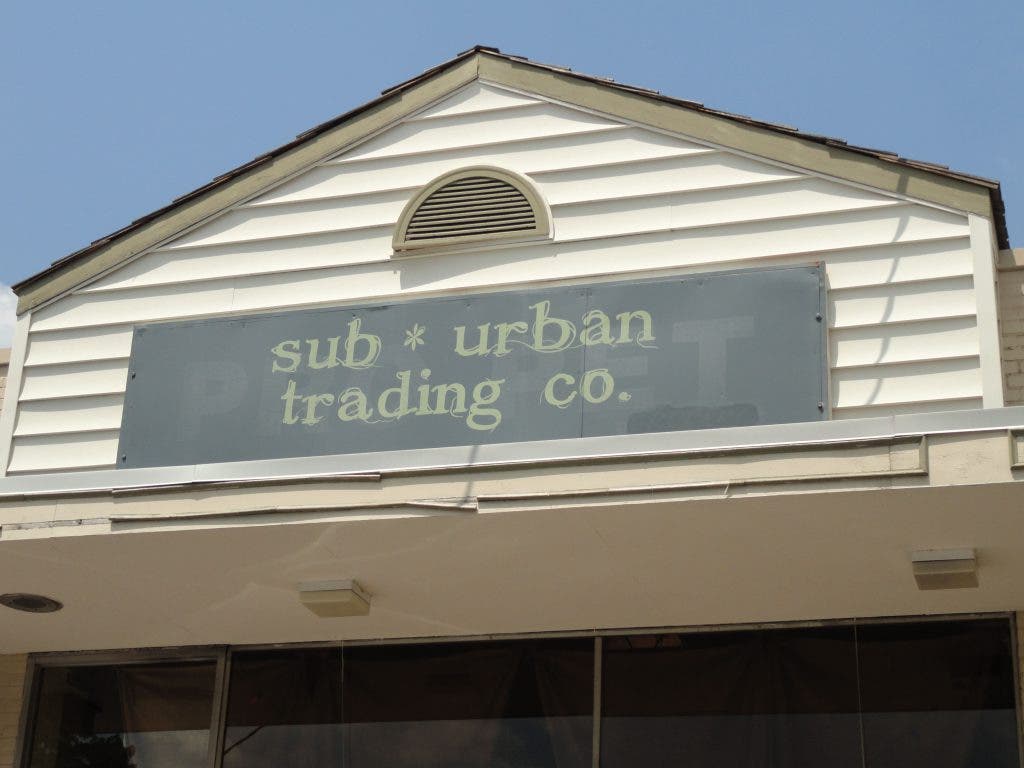 sub * urban
trading co.